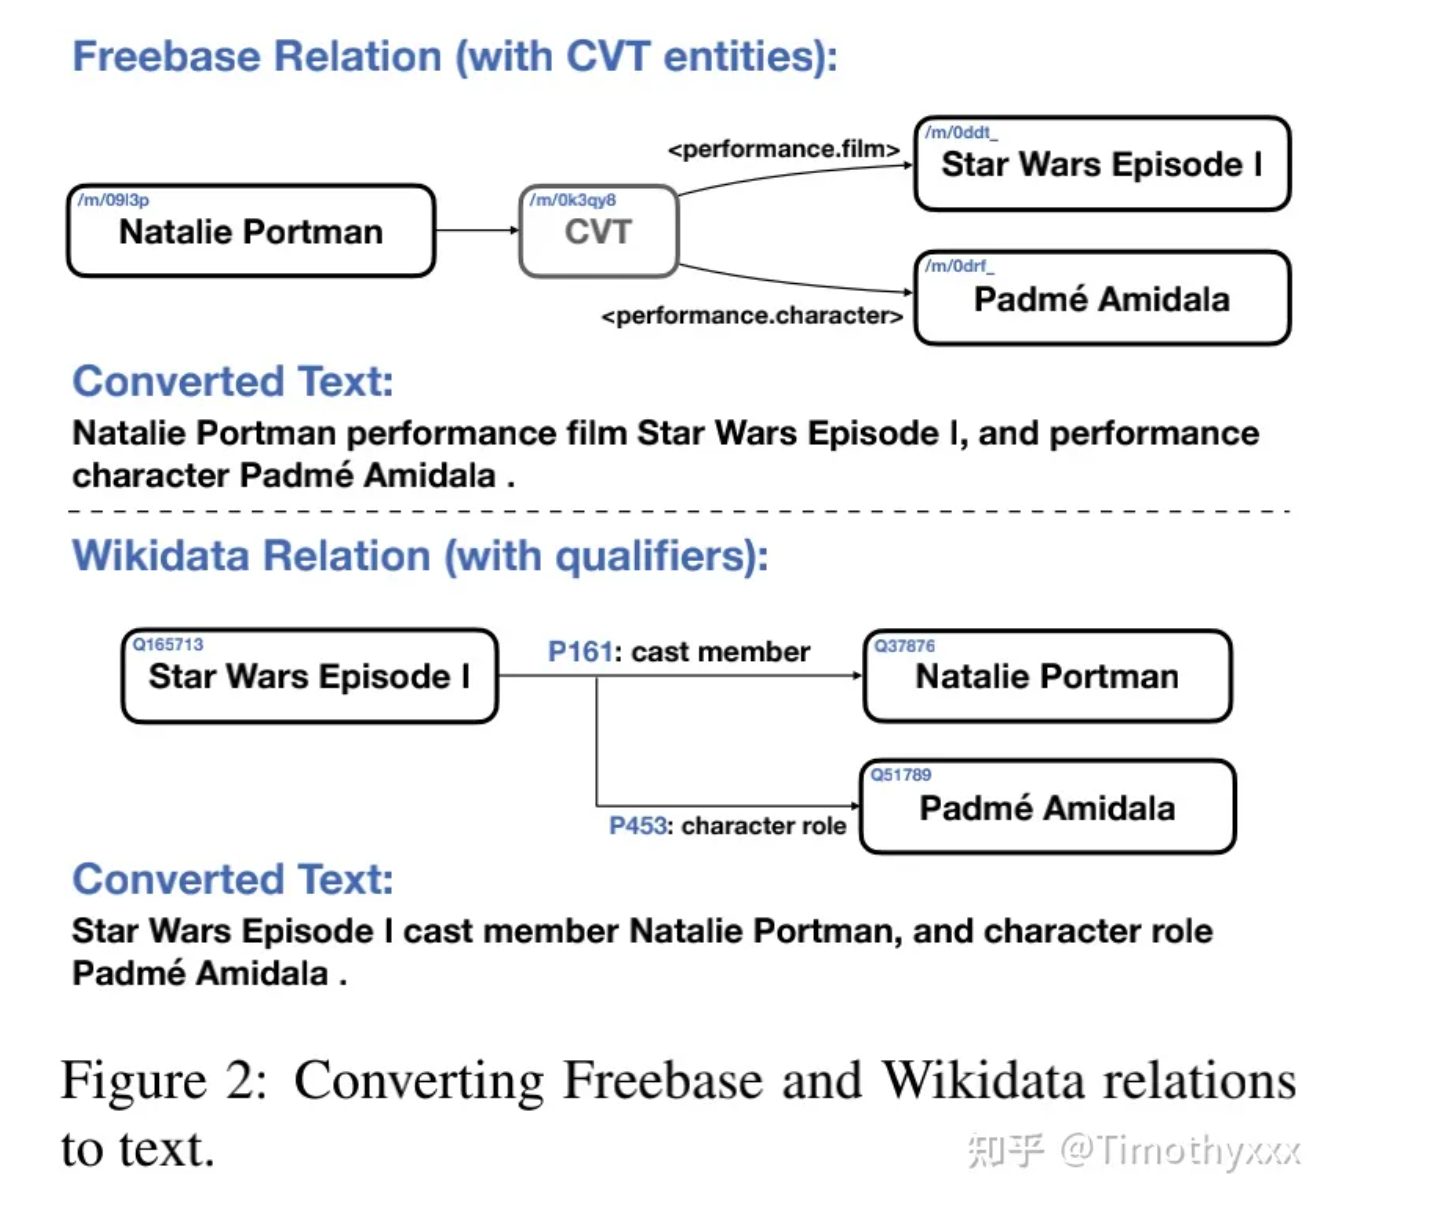 Freebase Relation (with CVT entities):
<performance.film>
/m/0ddt_
Star Wars Episode I
/m/09l3p
Natalie Portman
/m/0k3qy8
CVT
/m/0drf_
Padmé Amidala
<performance.character>
Converted Text:
Natalie Portman performance film Star Wars Episode I, and performance
character Padmé Amidala .
Wikidata Relation (with qualifiers):
Q165713
Star Wars Episode I
P161: cast member
Q37876
Natalie Portman
Q51789
Padmé Amidala
P453: character role
Converted Text:
Star Wars Episode I cast member Natalie Portman, and character role
Padmé Amidala .
Figure 2: Converting Freebase and Wikidata relations
to text.
知乎 @Timothyxxx